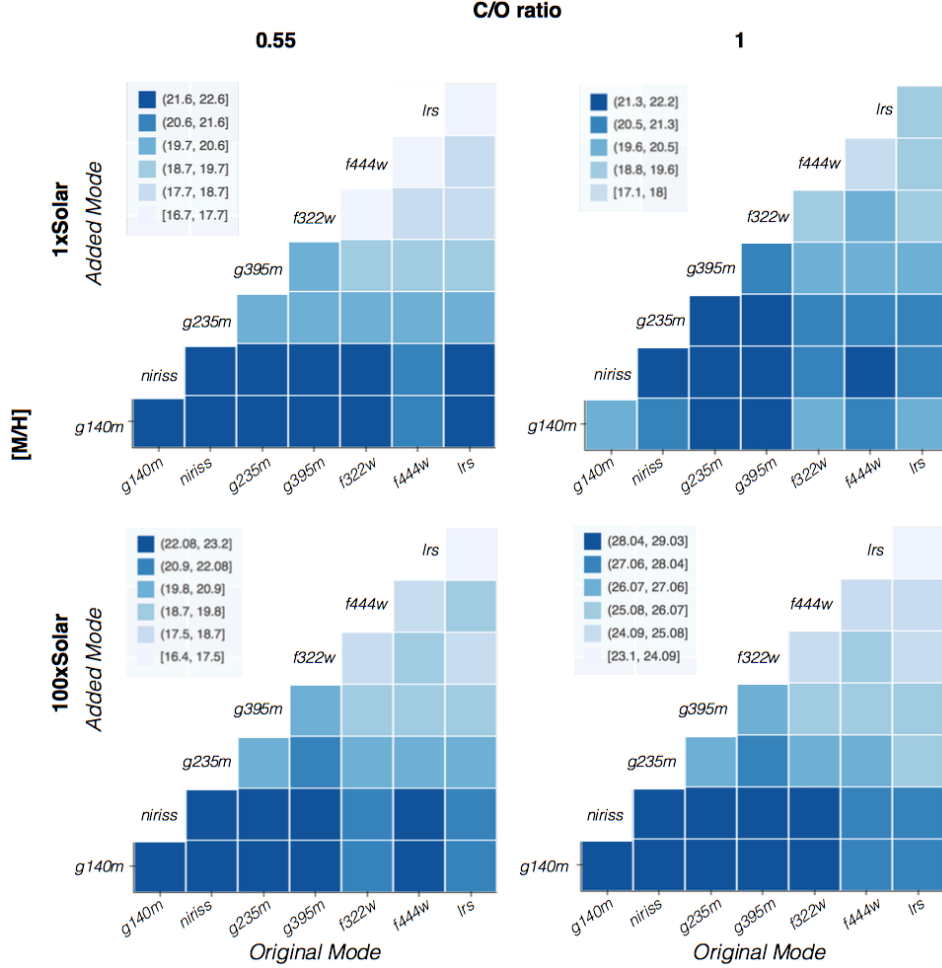 C/O ratio
0.55
1
1xSolar
Added Mode
(21.6, 22.6]
(20.6, 21.6]
(19.7, 20.6]
(18.7, 19.7]
(17.7, 18.7]
[16.7, 17.7]
lrs
f444w
f322w
g395m
g235m
niriss
g140m
g140m niriss g235m g395m f322w f444w lrs
(21.3, 22.2]
(20.5, 21.3]
(19.6, 20.5]
(18.8, 19.6]
[17.1, 18]
lrs
f444w
f322w
g395m
g235m
niriss
g140m
g140m niriss g235m g395m f322w f444w lrs
[M/H]
100xSolar
Added Mode
(22.08, 23.2]
(20.9, 22.08]
(19.8, 20.9]
(18.7, 19.8]
(17.5, 18.7]
[16.4, 17.5]
lrs
f444w
f322w
g395m
g235m
niriss
g140m
g140m niriss g235m g395m f322w f444w lrs
Original Mode
(28.04, 29.03]
(27.06, 28.04]
(26.07, 27.06]
(25.08, 26.07]
(24.09, 25.08]
[23.1, 24.09]
lrs
f444w
f322w
g395m
g235m
niriss
g140m
g140m niriss g235m g395m f322w f444w lrs
Original Mode